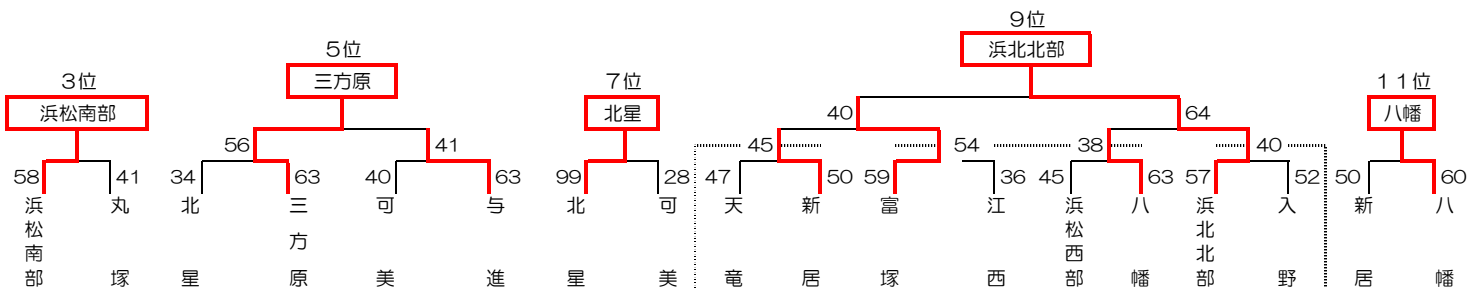 9位
浜北北部
5位
三方原
3位
浜松南部
7位
北星
11位
八幡
40
64
56
41
45
54
38
40
58
41
34
63
40
63
99
28
47
50
59
36
45
63
57
52
50
60
浜松南部
丸塚
北星
三方原
可美
与進
北星
可美
天竜
新居
富塚
江西
浜松西部
八幡
浜北北部
入野
新居
八幡